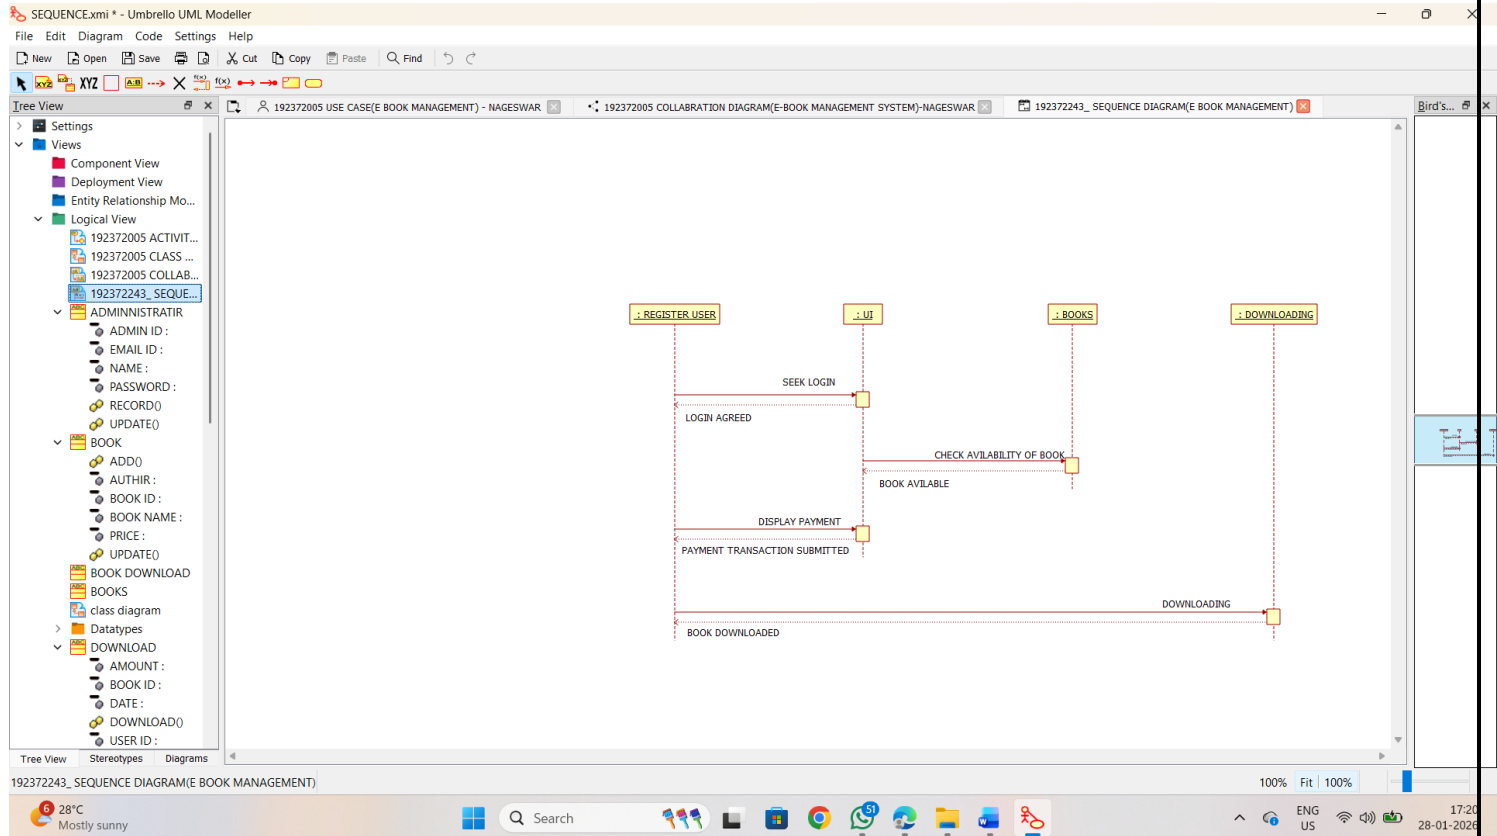 SEQUENCE.xmi * - Umbrello UML Modeller
File Edit Diagram Code Settings Help
New Open Save Cut Copy Paste Find
XYZ XYZ A:B f(x) f(x)
Tree View
192372005 USE CASE(E BOOK MANAGEMENT) - NAGESWAR
192372005 COLLABRATION DIAGRAM(E-BOOK MANAGEMENT SYSTEM)-NAGESWAR
192372243_ SEQUENCE DIAGRAM(E BOOK MANAGEMENT)
Bird's...
Settings
Views
Component View
Deployment View
Entity Relationship Mo...
Logical View
192372005 ACTIVIT...
192372005 CLASS ...
192372005 COLLAB...
192372243_ SEQUE...
ADMINNISTRATIR
ADMIN ID :
EMAIL ID :
NAME :
PASSWORD :
RECORD()
UPDATE()
BOOK
ADD()
AUTHIR :
BOOK ID :
BOOK NAME :
PRICE :
UPDATE()
BOOK DOWNLOAD
BOOKS
class diagram
Datatypes
DOWNLOAD
AMOUNT :
BOOK ID :
DATE :
DOWNLOAD()
USER ID :
Tree View Stereotypes Diagrams
: REGISTER USER
: UI
: BOOKS
: DOWNLOADING
SEEK LOGIN
LOGIN AGREED
CHECK AVILABILITY OF BOOK
BOOK AVILABLE
DISPLAY PAYMENT
PAYMENT TRANSACTION SUBMITTED
DOWNLOADING
BOOK DOWNLOADED
192372243_ SEQUENCE DIAGRAM(E BOOK MANAGEMENT)
100% Fit 100%
6
28°C
Mostly sunny
Search
51
ENG
US
17:20
28-01-2026